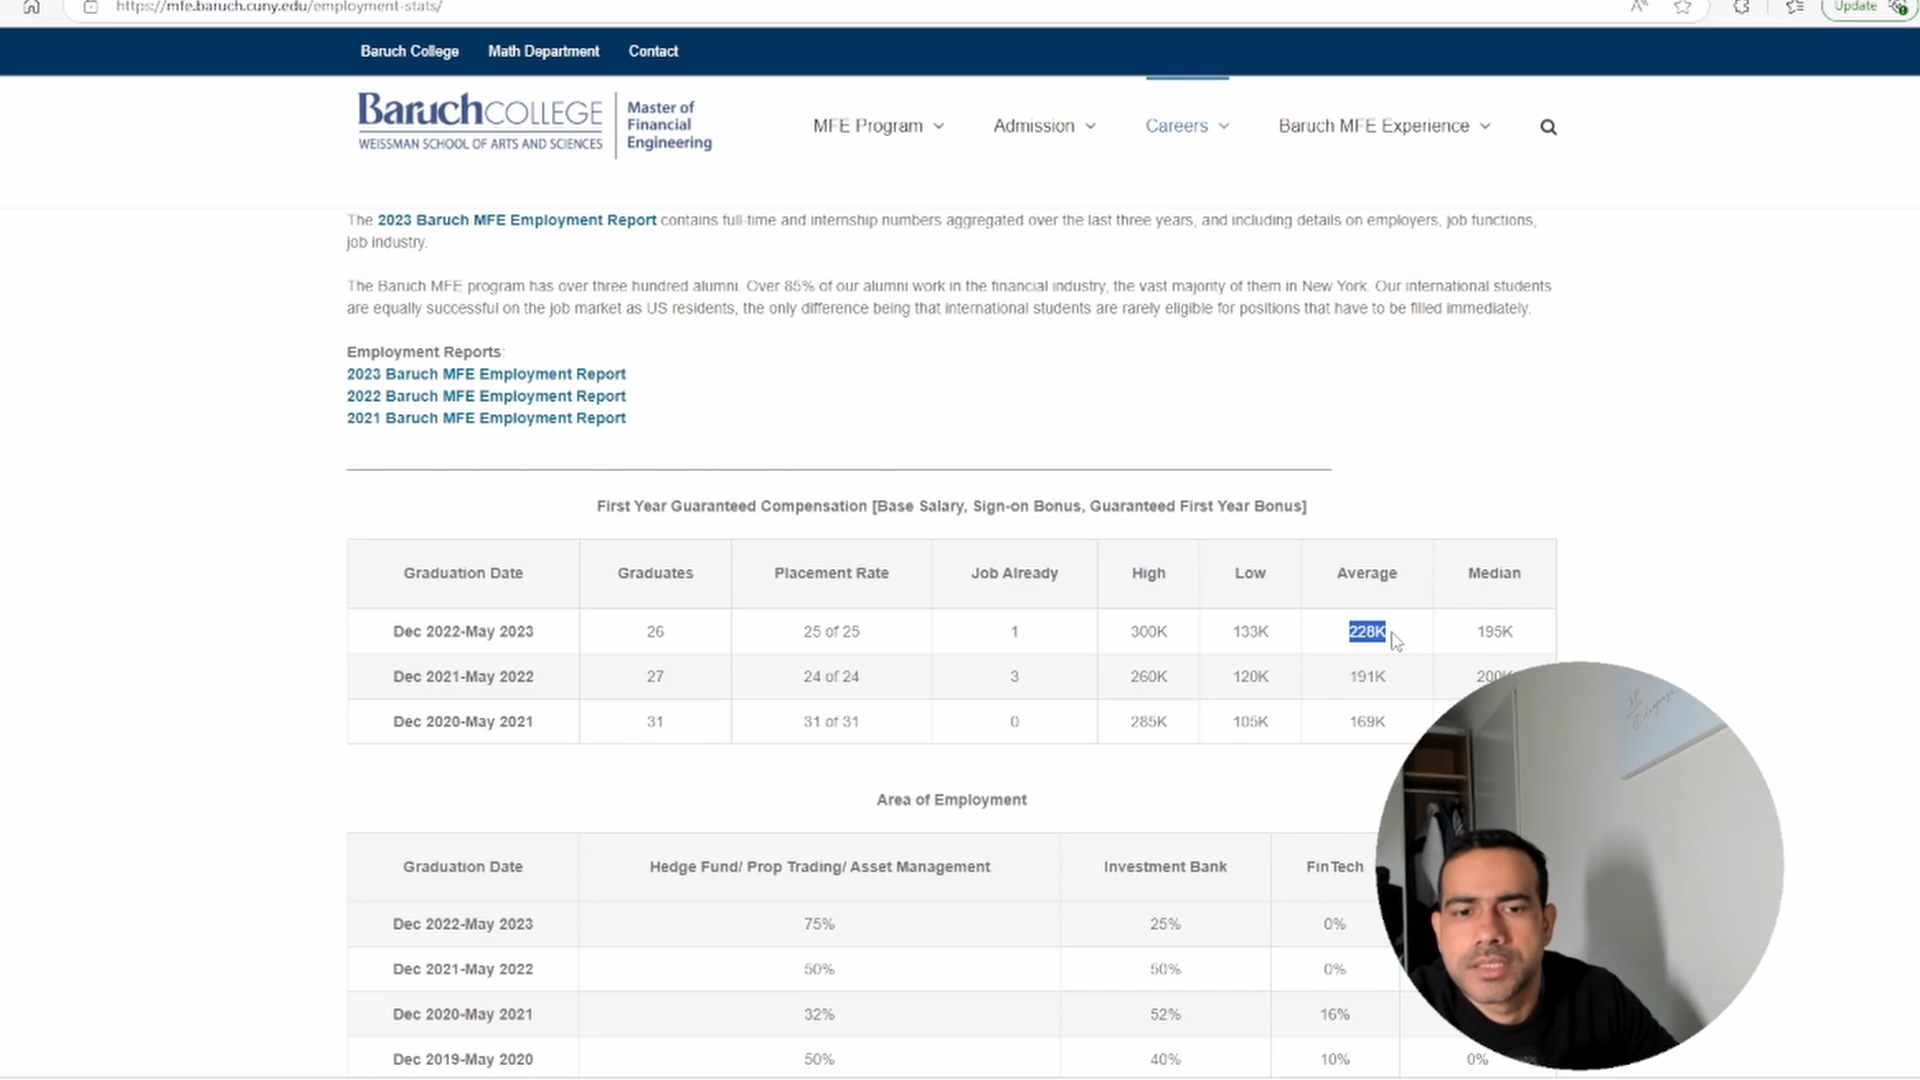 https://mfe.baruch.cuny.edu/employment-stats/
Update
Baruch College Math Department Contact
BaruchCOLLEGE
WEISSMAN SCHOOL OF ARTS AND SCIENCES
Master of
Financial
Engineering
MFE Program Admission Careers Baruch MFE Experience
The 2023 Baruch MFE Employment Report contains full-time and internship numbers aggregated over the last three years, and including details on employers, job functions,
job industry.
The Baruch MFE program has over three hundred alumni. Over 85% of our alumni work in the financial industry, the vast majority of them in New York. Our international students
are equally successful on the job market as US residents, the only difference being that international students are rarely eligible for positions that have to be filled immediately.
Employment Reports:
2023 Baruch MFE Employment Report
2022 Baruch MFE Employment Report
2021 Baruch MFE Employment Report
First Year Guaranteed Compensation [Base Salary, Sign-on Bonus, Guaranteed First Year Bonus]
Graduation Date Graduates Placement Rate Job Already High Low Average Median
Dec 2022-May 2023 26 25 of 25 1 300K 133K 228K 195K
Dec 2021-May 2022 27 24 of 24 3 260K 120K 191K 200K
Dec 2020-May 2021 31 31 of 31 0 285K 105K 169K
Area of Employment
Graduation Date Hedge Fund/ Prop Trading/ Asset Management Investment Bank FinTech
Dec 2022-May 2023 75% 25% 0%
Dec 2021-May 2022 50% 50% 0%
Dec 2020-May 2021 32% 52% 16%
Dec 2019-May 2020 50% 40% 10% 0%